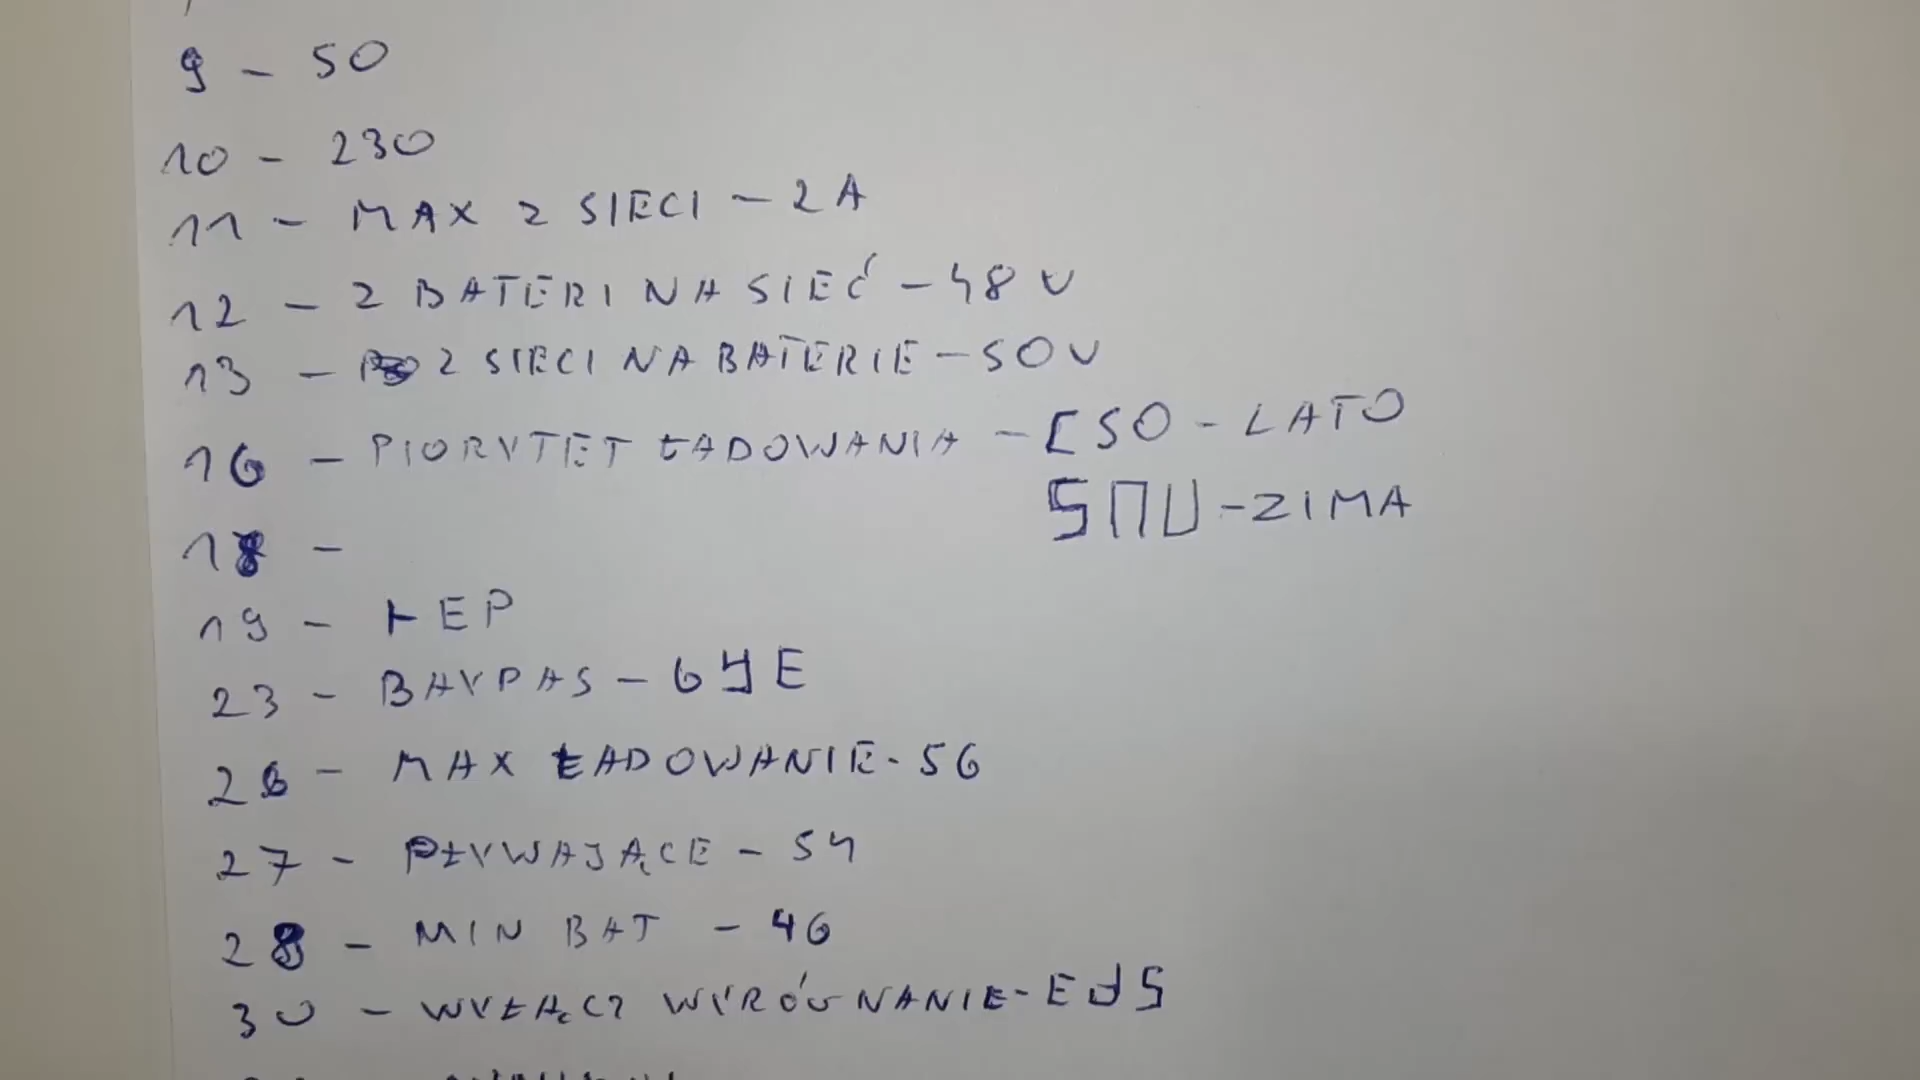 9 - 50
10 - 230
11 - MAX Z SIECI - 2A
12 - Z BATERI NA SIEĆ - 48V
13 - Z SIECI NA BATERIE - 50V
16 - PIORYTET ŁADOWANIA - CSO - LATO
SNU - ZIMA
18 -
19 - EP
23 - BAYPAS - bYE
26 - MAX ŁADOWANIE - 56
27 - PŁYWAJĄCE - 54
28 - MIN BAT - 46
30 - WYŁĄCZ WYRÓWNANIE - EdS